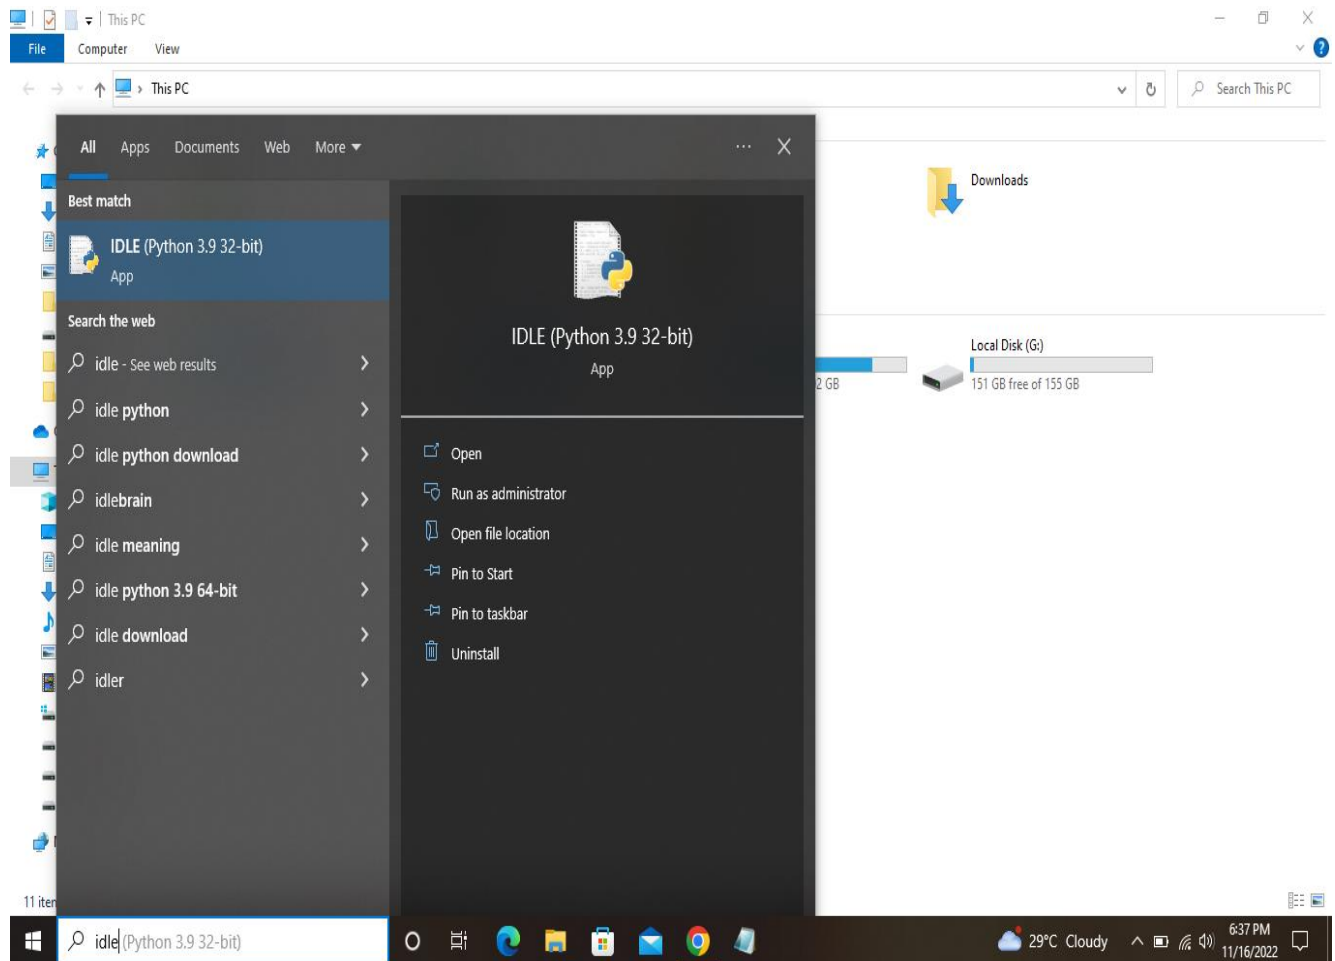 This PC
File Computer View
This PC
Search This PC
All Apps Documents Web More
Best match
IDLE (Python 3.9 32-bit)
App
Search the web
idle - See web results
idle python
idle python download
idlebrain
idle meaning
idle python 3.9 64-bit
idle download
idler
IDLE (Python 3.9 32-bit)
App
Open
Run as administrator
Open file location
Pin to Start
Pin to taskbar
Uninstall
Downloads
Local Disk (G:)
2 GB
151 GB free of 155 GB
11
idle (Python 3.9 32-bit)
29°C Cloudy
6:37 PM
11/16/2022